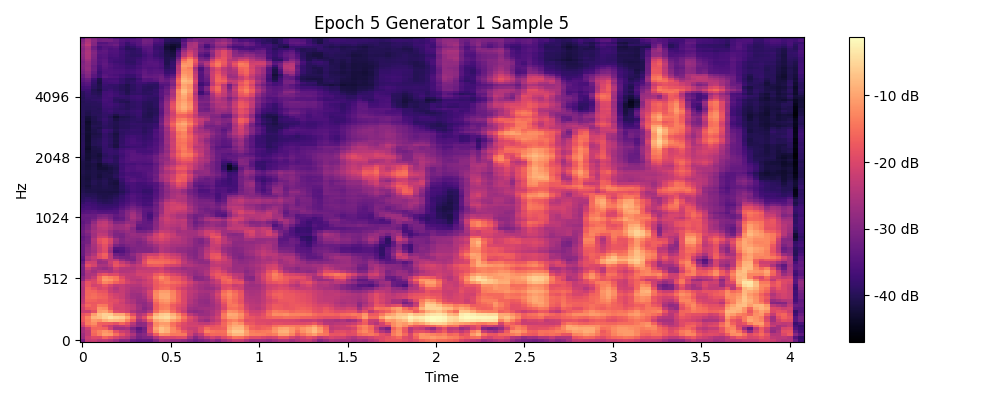 Epoch 5 Generator 1 Sample 5
Hz
4096
2048
1024
512
0
0 0.5 1 1.5 2 2.5 3 3.5 4
Time
-10 dB
-20 dB
-30 dB
-40 dB